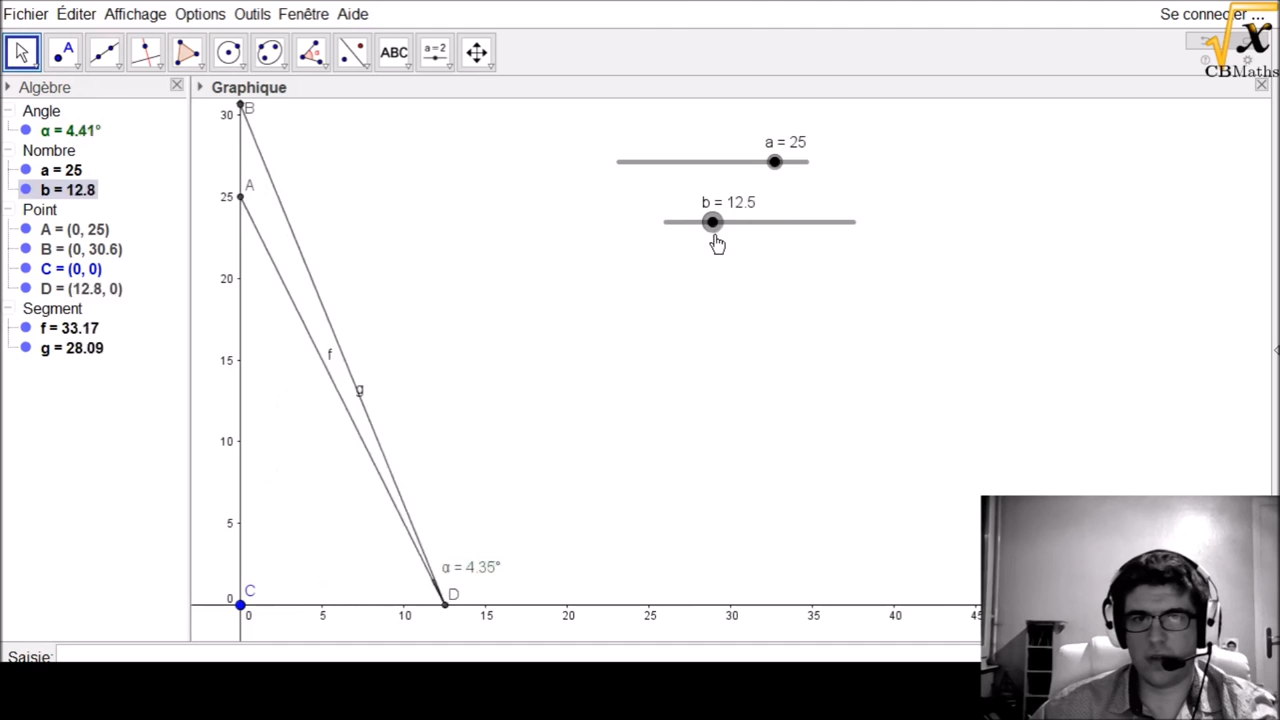 Fichier Éditer Affichage Options Outils Fenêtre Aide
Se connecter ...
A ABC a=2
x
CBMaths
Algèbre
Graphique
Angle
α = 4.41°
Nombre
a = 25
b = 12.8
Point
A = (0, 25)
B = (0, 30.6)
C = (0, 0)
D = (12.8, 0)
Segment
f = 33.17
g = 28.09
30
25
20
15
10
5
0
B
A
f
g
C
D
α = 4.35°
a = 25
b = 12.5
0 5 10 15 20 25 30 35 40 45
Saisie: